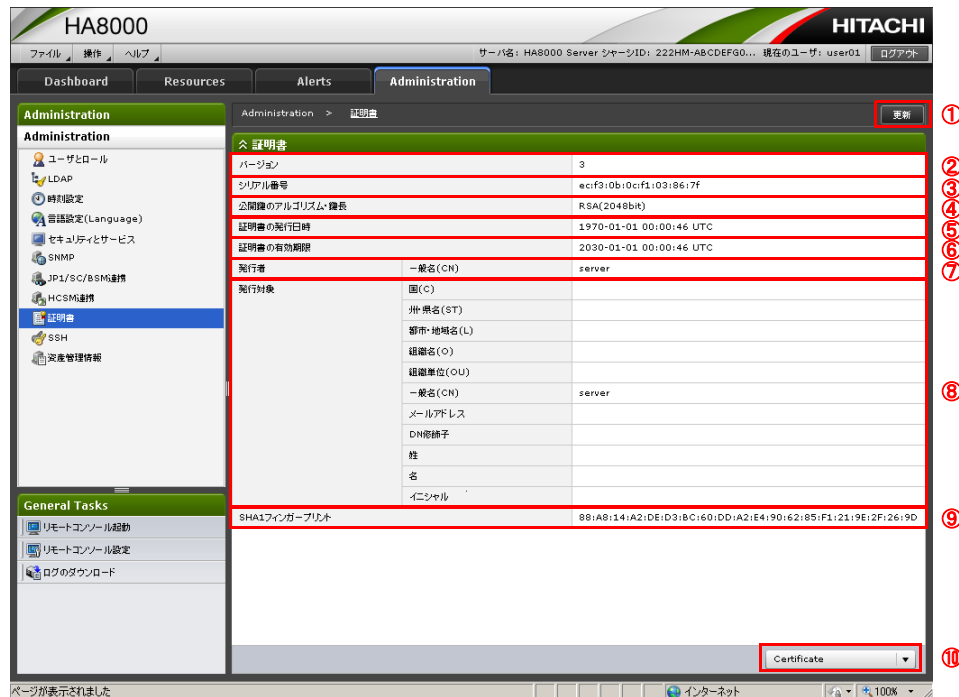 HA8000
HITACHI
ファイル 操作 ヘルプ
サーバ名: HA8000 Server シャーシID: 222HM-ABCDEFG0... 現在のユーザ: user01 ログアウト
Dashboard Resources Alerts Administration
Administration
Administration
ユーザとロール
LDAP
時刻設定
言語設定(Language)
セキュリティとサービス
SNMP
JP1/SC/BSM連携
HCSM連携
証明書
SSH
資産管理情報
General Tasks
リモートコンソール起動
リモートコンソール設定
ログのダウンロード
Administration > 証明書
更新 ①
証明書
バージョン 3 ②
シリアル番号 ec:f3:0b:0c:f1:03:86:7f ③
公開鍵のアルゴリズム・鍵長 RSA(2048bit) ④
証明書の発行日時 1970-01-01 00:00:46 UTC ⑤
証明書の有効期限 2030-01-01 00:00:46 UTC ⑥
発行者 一般名(CN) server ⑦
発行対象 国(C)
州・県名(ST)
都市・地域名(L)
組織名(O)
組織単位(OU)
一般名(CN) server ⑧
メールアドレス
DN修飾子
姓
名
イニシャル
SHA1フィンガープリント 88:A8:14:A2:DE:D3:BC:60:DD:A2:E4:90:62:85:F1:21:9E:2F:26:9D ⑨
Certificate ⑩
ページが表示されました インターネット 100%